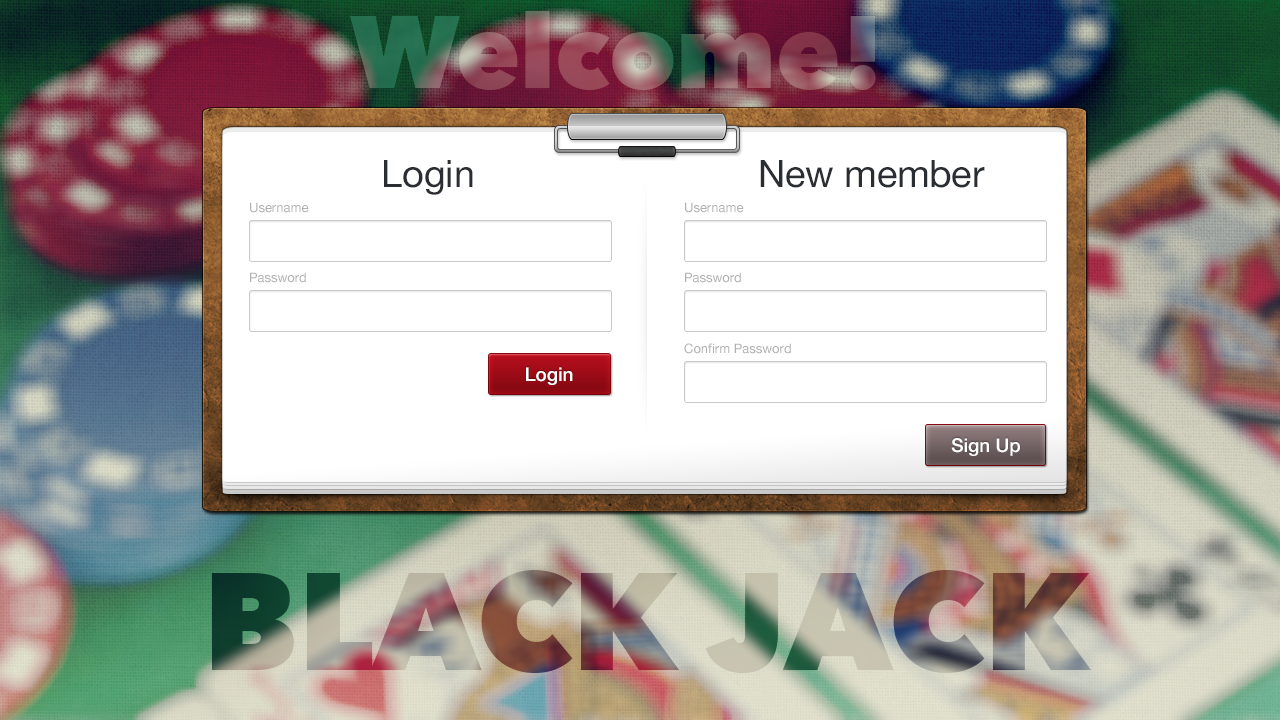 Welcome!
Login
Username
Password
Login
New member
Username
Password
Confirm Password
Sign Up
BLACK JACK